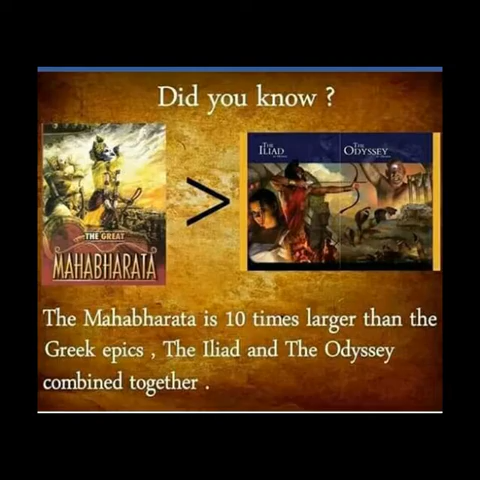 Did you know ?
THE GREAT
MAHABHARATA
>
THE
ILIAD
THE
ODYSSEY
The Mahabharata is 10 times larger than the
Greek epics , The Iliad and The Odyssey
combined together .